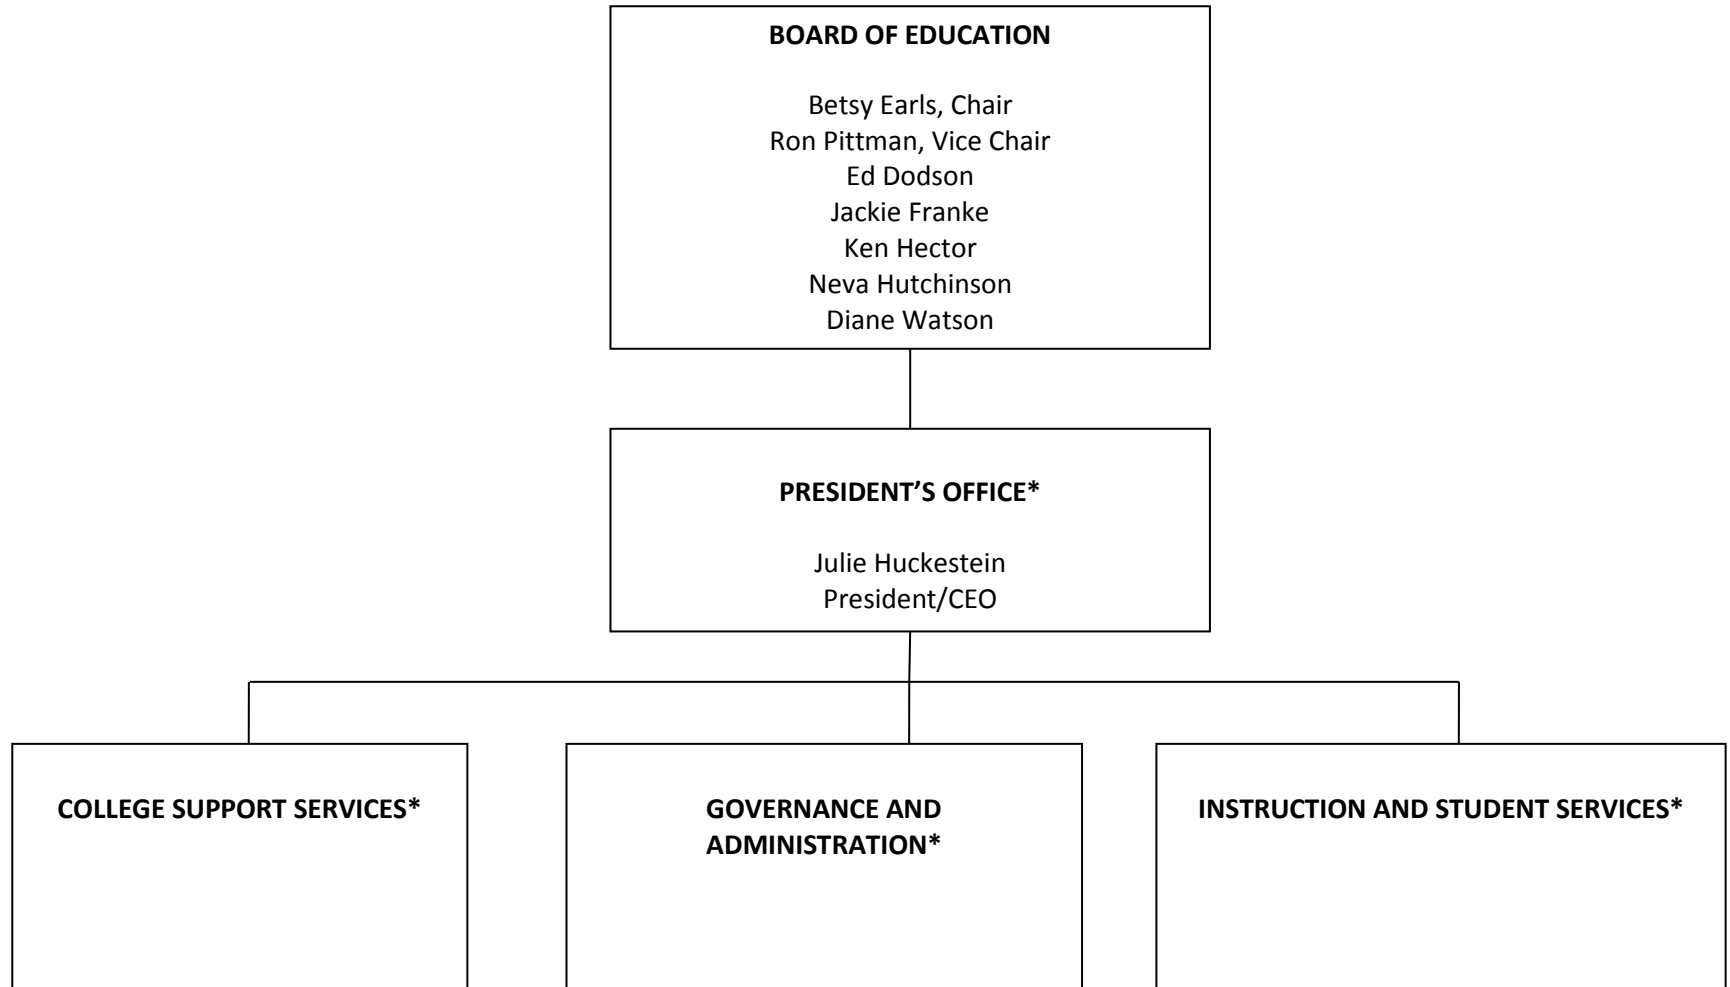 BOARD OF EDUCATION
Betsy Earls, Chair
Ron Pittman, Vice Chair
Ed Dodson
Jackie Franke
Ken Hector
Neva Hutchinson
Diane Watson
PRESIDENT’S OFFICE*
Julie Huckestein
President/CEO
COLLEGE SUPPORT SERVICES*
GOVERNANCE AND
ADMINISTRATION*
INSTRUCTION AND STUDENT SERVICES*